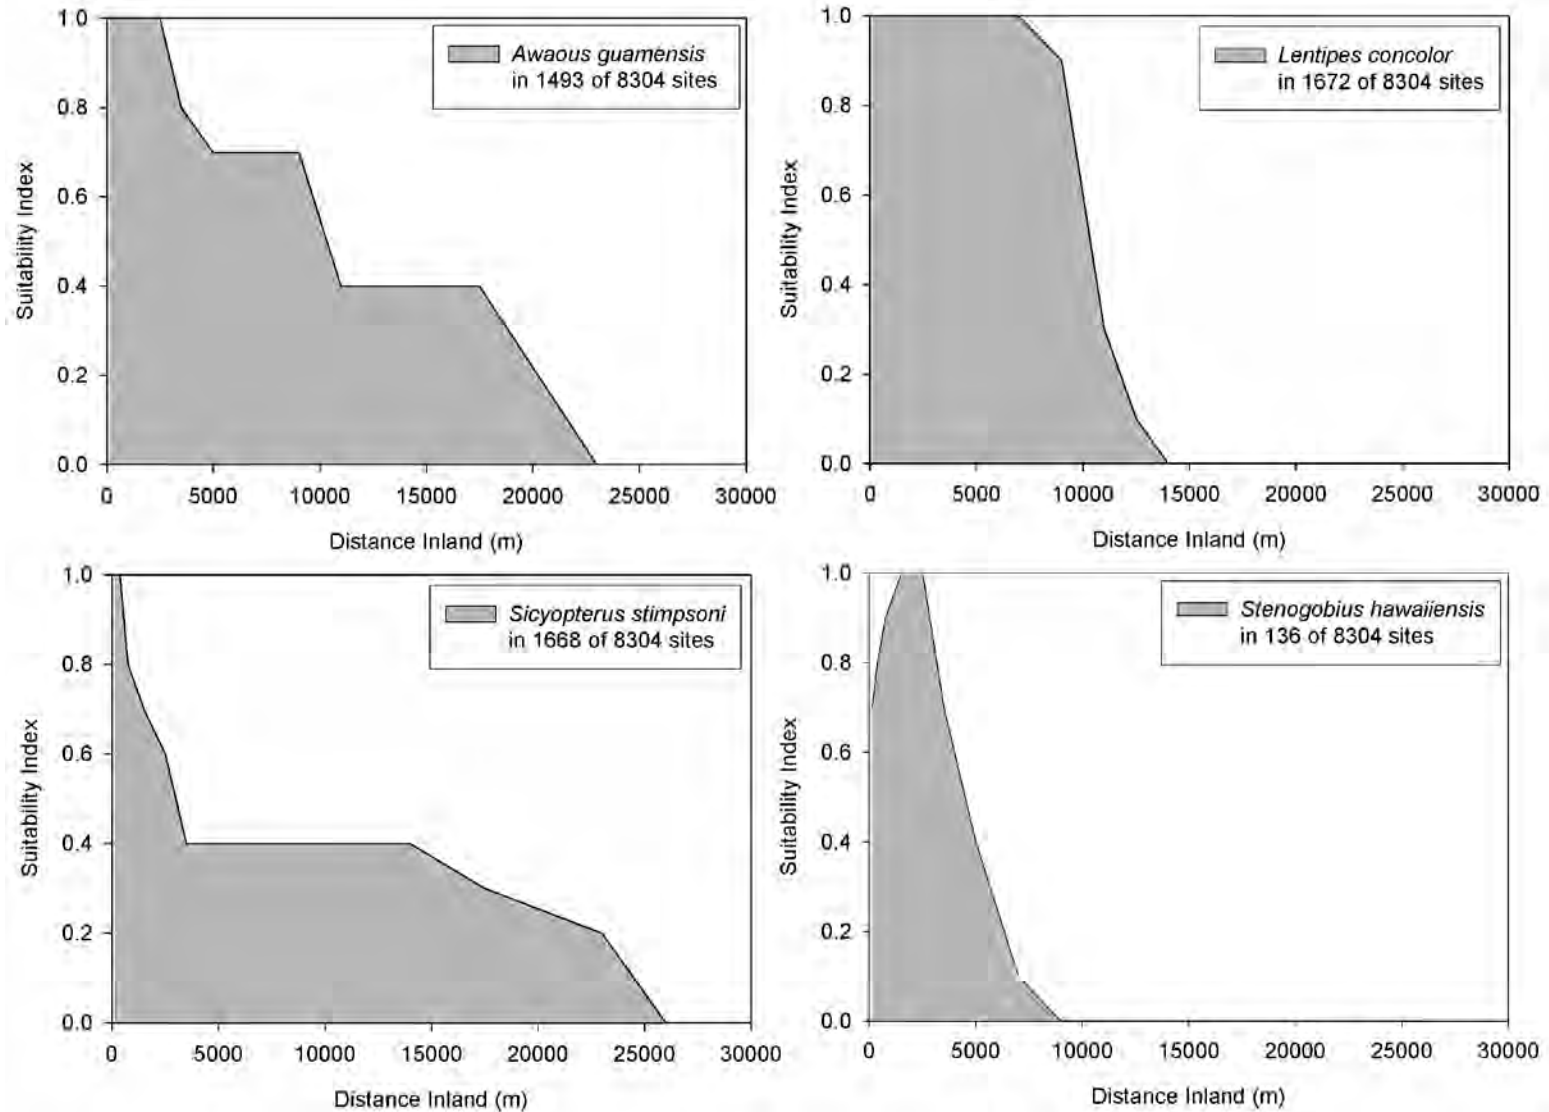 Awaous guamensis
in 1493 of 8304 sites
Suitability Index
1.0
0.8
0.6
0.4
0.2
0.0
0 5000 10000 15000 20000 25000 30000
Distance Inland (m)
Lentipes concolor
in 1672 of 8304 sites
Suitability Index
1.0
0.8
0.6
0.4
0.2
0.0
0 5000 10000 15000 20000 25000 30000
Distance Inland (m)
Sicyopterus stimpsoni
in 1668 of 8304 sites
Suitability Index
1.0
0.8
0.6
0.4
0.2
0.0
0 5000 10000 15000 20000 25000 30000
Distance Inland (m)
Stenogobius hawaiiensis
in 136 of 8304 sites
Suitability Index
1.0
0.8
0.6
0.4
0.2
0.0
0 5000 10000 15000 20000 25000 30000
Distance Inland (m)